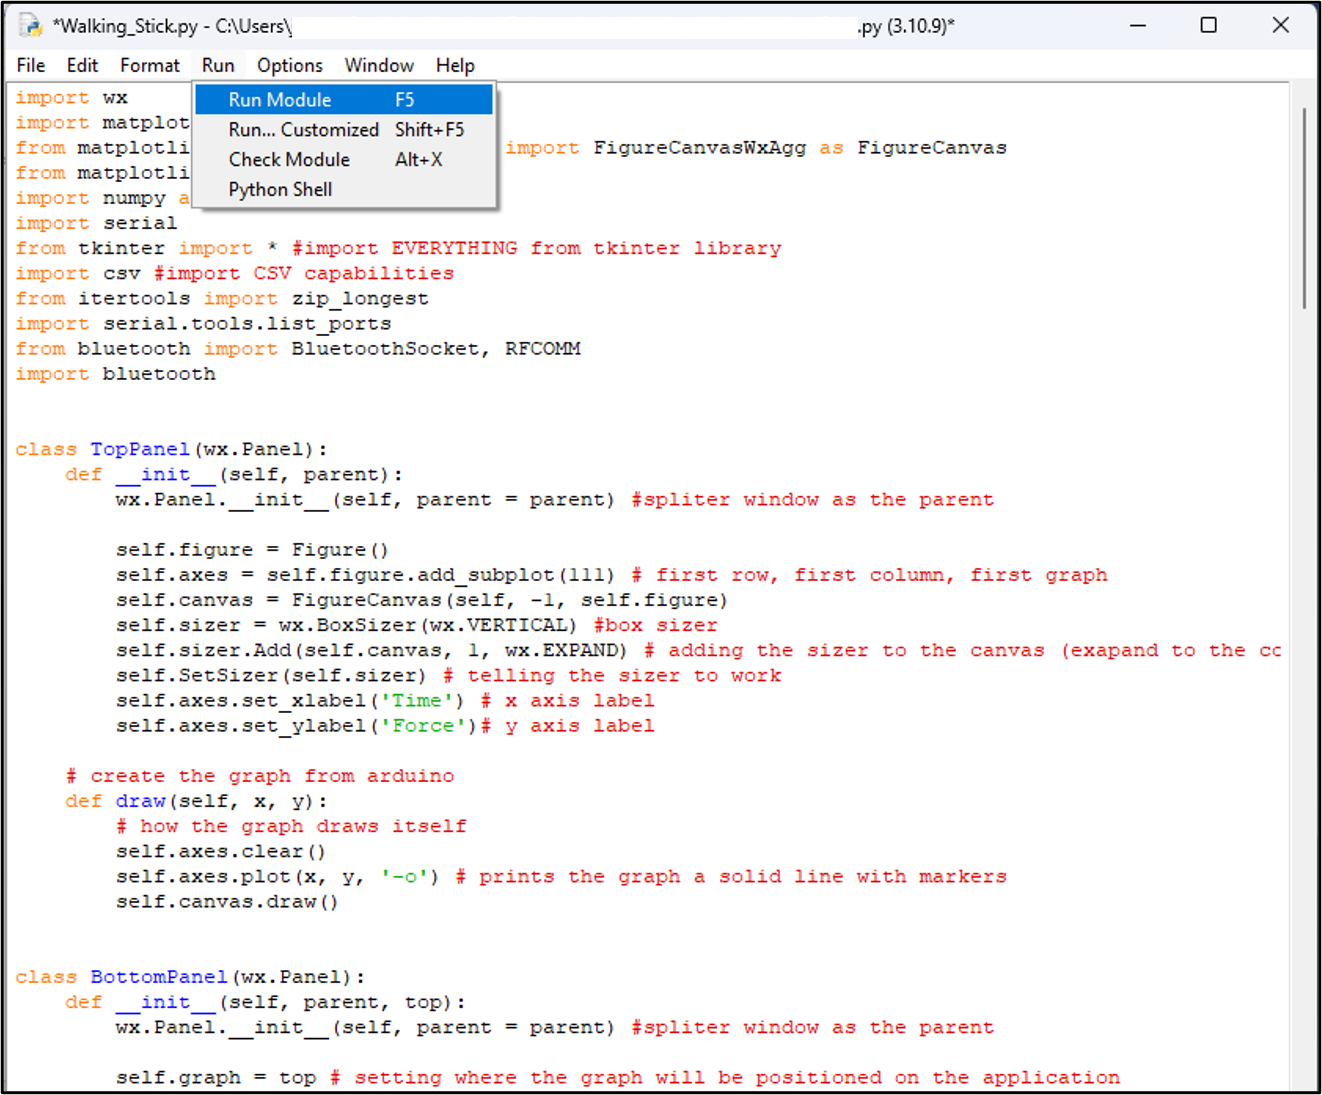 *Walking_Stick.py - C:\Users\ .py (3.10.9)*
File Edit Format Run Options Window Help
Run Module F5
Run... Customized Shift+F5
Check Module Alt+X
Python Shell
import wx
import matplot
from matplotli import FigureCanvasWxAgg as FigureCanvas
from matplotli
import numpy a
import serial
from tkinter import * #import EVERYTHING from tkinter library
import csv #import CSV capabilities
from itertools import zip_longest
import serial.tools.list_ports
from bluetooth import BluetoothSocket, RFCOMM
import bluetooth
class TopPanel(wx.Panel):
def __init__(self, parent):
wx.Panel.__init__(self, parent = parent) #spliter window as the parent
self.figure = Figure()
self.axes = self.figure.add_subplot(111) # first row, first column, first graph
self.canvas = FigureCanvas(self, -1, self.figure)
self.sizer = wx.BoxSizer(wx.VERTICAL) #box sizer
self.sizer.Add(self.canvas, 1, wx.EXPAND) # adding the sizer to the canvas (exapand to the cc
self.SetSizer(self.sizer) # telling the sizer to work
self.axes.set_xlabel('Time') # x axis label
self.axes.set_ylabel('Force')# y axis label
# create the graph from arduino
def draw(self, x, y):
# how the graph draws itself
self.axes.clear()
self.axes.plot(x, y, '-o') # prints the graph a solid line with markers
self.canvas.draw()
class BottomPanel(wx.Panel):
def __init__(self, parent, top):
wx.Panel.__init__(self, parent = parent) #spliter window as the parent
self.graph = top # setting where the graph will be positioned on the application